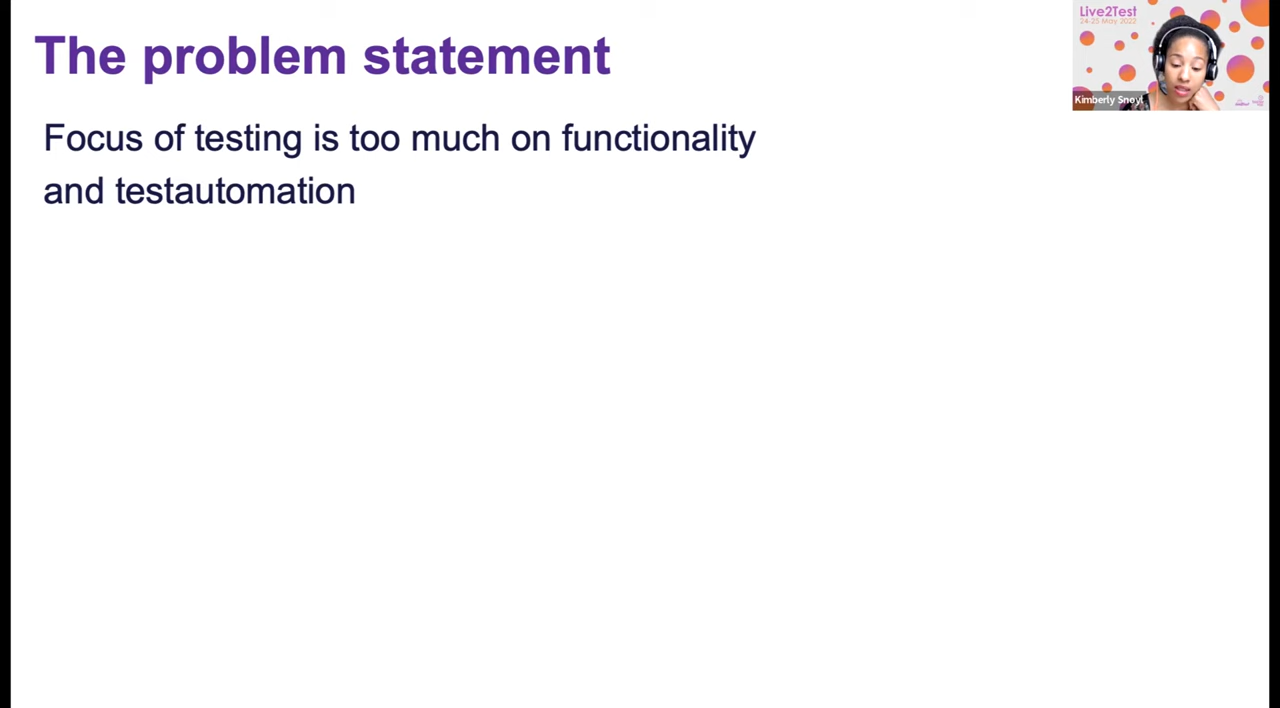 The problem statement
Focus of testing is too much on functionality
and testautomation
Live2Test
24-25 May 2022
Kimberly Snoyl